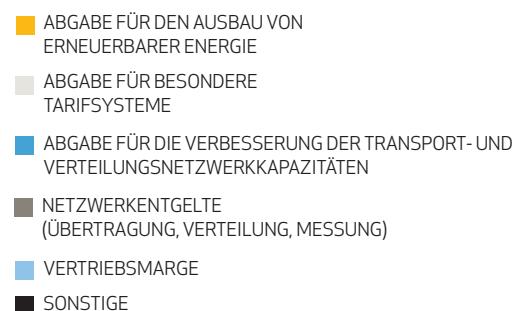 ABGABE FÜR DEN AUSBAU VON
ERNEUERBARER ENERGIE
ABGABE FÜR BESONDERE
TARIFSYSTEME
ABGABE FÜR DIE VERBESSERUNG DER TRANSPORT- UND
VERTEILUNGSNETZWERKKAPAZITÄTEN
NETZWERKENTGELTE
(ÜBERTRAGUNG, VERTEILUNG, MESSUNG)
VERTRIEBSMARGE
SONSTIGE